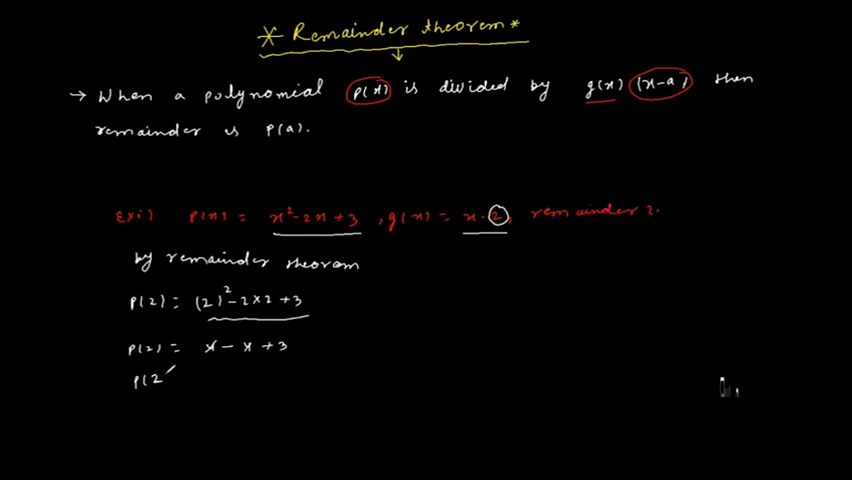 * Remainder theorem *
→ When a polynomial p(x) is divided by g(x) (x-a) then
remainder is p(a).
Ex:) p(x) = x²-2x+3, g(x) = x-2, remainder?.
by remainder theorem
p(2) = (2)²-2×2+3
p(2) = 4 - 4 + 3
p(2